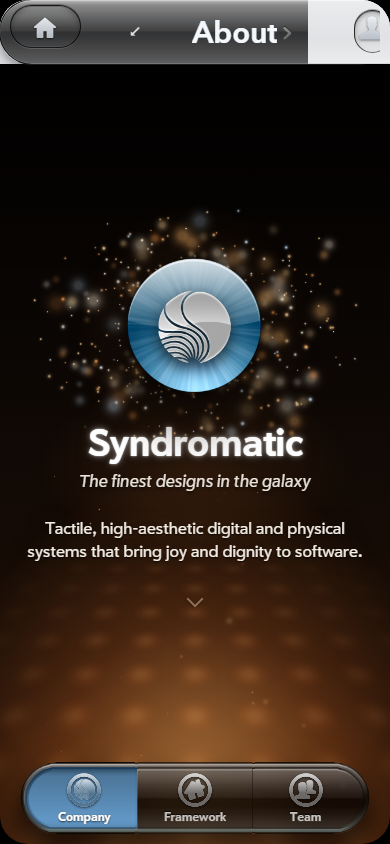 About
Syndromatic
The finest designs in the galaxy
Tactile, high-aesthetic digital and physical
systems that bring joy and dignity to software.
Company
Framework
Team